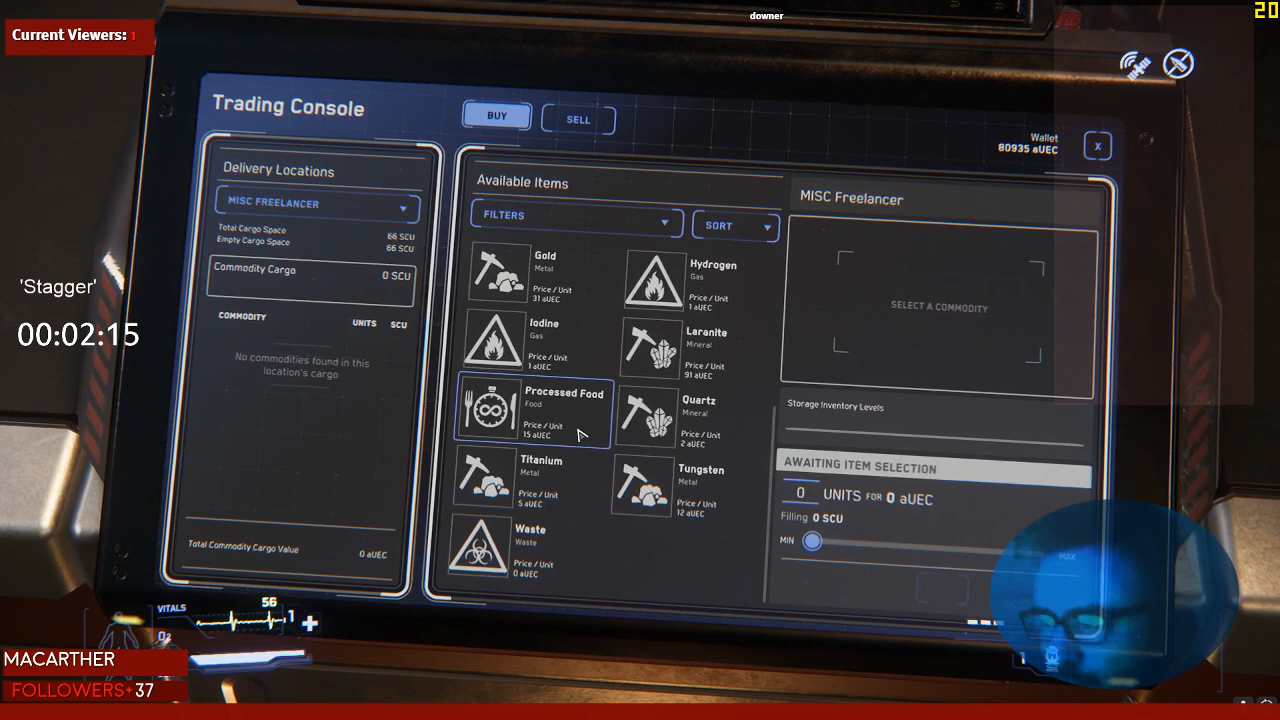 downer
20
Current Viewers: 1
Trading Console
BUY
SELL
Wallet
80935 aUEC
X
Delivery Locations
MISC FREELANCER
Total Cargo Space 66 SCU
Empty Cargo Space 66 SCU
Commodity Cargo 0 SCU
COMMODITY UNITS SCU
No commodities found in this
location's cargo
Total Commodity Cargo Value 0 aUEC
Available Items
FILTERS
SORT
Gold
Metal
Price / Unit
31 aUEC
Hydrogen
Gas
Price / Unit
1 aUEC
Iodine
Gas
Price / Unit
1 aUEC
Laranite
Mineral
Price / Unit
91 aUEC
Processed Food
Food
Price / Unit
15 aUEC
Quartz
Mineral
Price / Unit
2 aUEC
Titanium
Metal
Price / Unit
5 aUEC
Tungsten
Metal
Price / Unit
12 aUEC
Waste
Waste
Price / Unit
0 aUEC
MISC Freelancer
SELECT A COMMODITY
Storage Inventory Levels
AWAITING ITEM SELECTION
0 UNITS FOR 0 aUEC
Filling 0 SCU
MIN
MAX
'Stagger'
00:02:15
VITALS
56
1
O2
MACARTHER
FOLLOWERS- 37